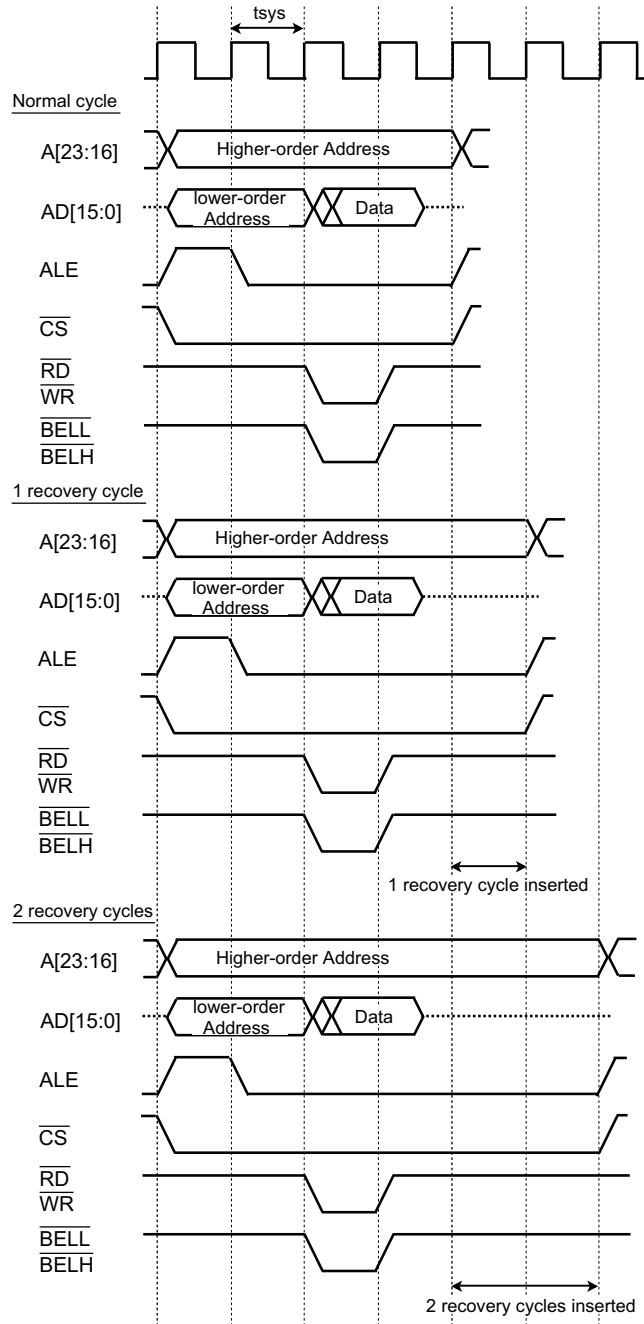 tsys
Normal cycle
A[23:16]
Higher-order Address
AD[15:0]
lower-order
Address
Data
ALE
CS
RD
WR
BELL
BELH
1 recovery cycle
A[23:16]
Higher-order Address
AD[15:0]
lower-order
Address
Data
ALE
CS
RD
WR
BELL
BELH
1 recovery cycle inserted
2 recovery cycles
A[23:16]
Higher-order Address
AD[15:0]
lower-order
Address
Data
ALE
CS
RD
WR
BELL
BELH
2 recovery cycles inserted